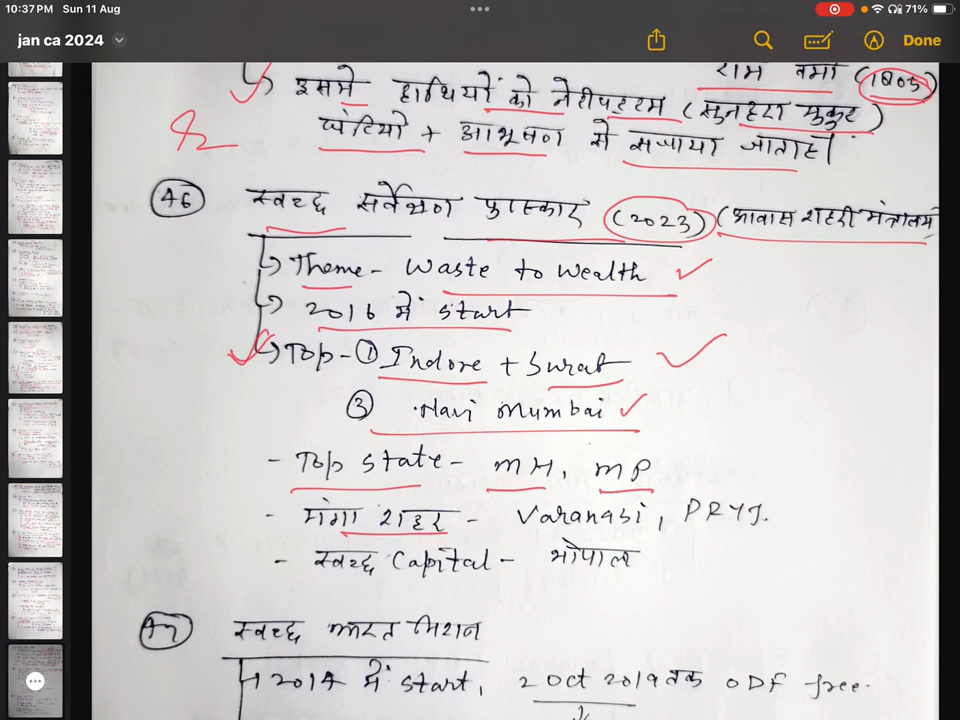 10:37 PM Sun 11 Aug
71%
jan ca 2024
Done
राम वर्मा (1803)
इसमे हाथियों को नेटीपट्टम (सुनहरा मुकुट)
घंटियो + आभूषण से सजाया जाता है।
46 स्वच्छ सर्वेक्षण पुरस्कार (2023) (आवास शहरी मंत्रालय
Theme - Waste to Wealth
2016 में start
Top - 1 Indore + Surat
3 Navi Mumbai
- Top state - MH, MP
- गंगा शहर - Varanasi, PRYJ.
- स्वच्छ Capital - भोपाल
47 स्वच्छ भारत मिशन
2014 में start, 2 Oct 2019 तक ODF free.